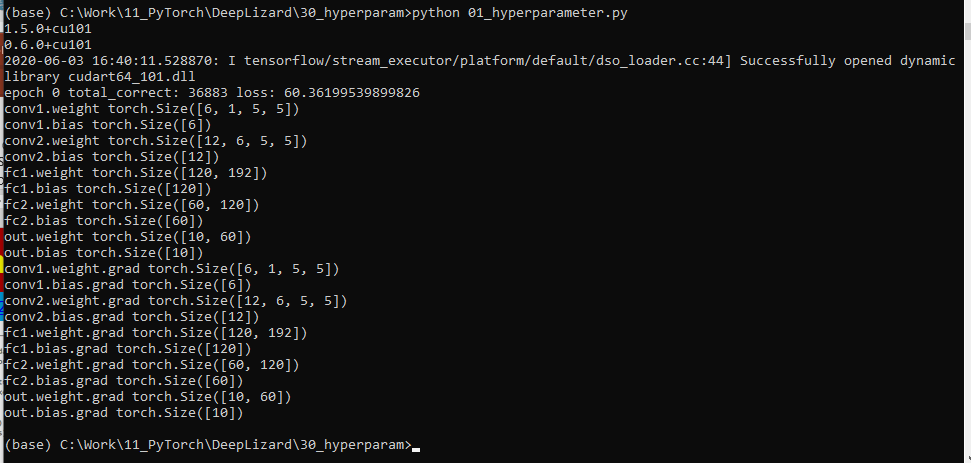 (base) C:\Work\11_PyTorch\DeepLizard\30_hyperparam>python 01_hyperparameter.py
1.5.0+cu101
0.6.0+cu101
2020-06-03 16:40:11.528870: I tensorflow/stream_executor/platform/default/dso_loader.cc:44] Successfully opened dynamic
library cudart64_101.dll
epoch 0 total_correct: 36883 loss: 60.36199539899826
conv1.weight torch.Size([6, 1, 5, 5])
conv1.bias torch.Size([6])
conv2.weight torch.Size([12, 6, 5, 5])
conv2.bias torch.Size([12])
fc1.weight torch.Size([120, 192])
fc1.bias torch.Size([120])
fc2.weight torch.Size([60, 120])
fc2.bias torch.Size([60])
out.weight torch.Size([10, 60])
out.bias torch.Size([10])
conv1.weight.grad torch.Size([6, 1, 5, 5])
conv1.bias.grad torch.Size([6])
conv2.weight.grad torch.Size([12, 6, 5, 5])
conv2.bias.grad torch.Size([12])
fc1.weight.grad torch.Size([120, 192])
fc1.bias.grad torch.Size([120])
fc2.weight.grad torch.Size([60, 120])
fc2.bias.grad torch.Size([60])
out.weight.grad torch.Size([10, 60])
out.bias.grad torch.Size([10])
(base) C:\Work\11_PyTorch\DeepLizard\30_hyperparam>